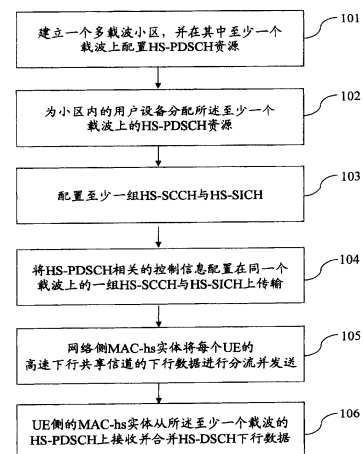 建立一个多载波小区，并在其中至少一个
载波上配置HS-PDSCH资源
101
为小区内的用户设备分配所述至少一个
载波上的HS-PDSCH资源
102
配置至少一组HS-SCCH与HS-SICH
103
将HS-PDSCH相关的控制信息配置在同一个
载波上的一组HS-SCCH与HS-SICH上传输
104
网络侧MAC-hs实体将每个UE的
高速下行共享信道的下行数据进行分流并发送
105
UE侧的MAC-hs实体从所述至少一个载波的
HS-PDSCH上接收并合并HS-DSCH下行数据
106